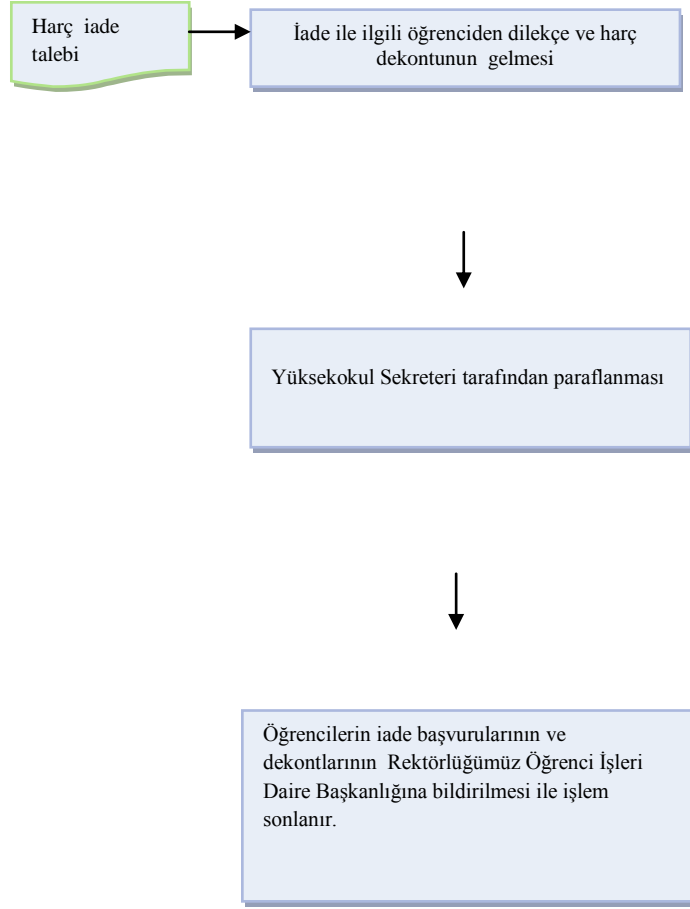 Harç iade
talebi
İade ile ilgili öğrenciden dilekçe ve harç
dekontunun gelmesi
Yüksekokul Sekreteri tarafından paraflanması
Öğrencilerin iade başvurularının ve
dekontlarının Rektörlüğümüz Öğrenci İşleri
Daire Başkanlığına bildirilmesi ile işlem
sonlanır.